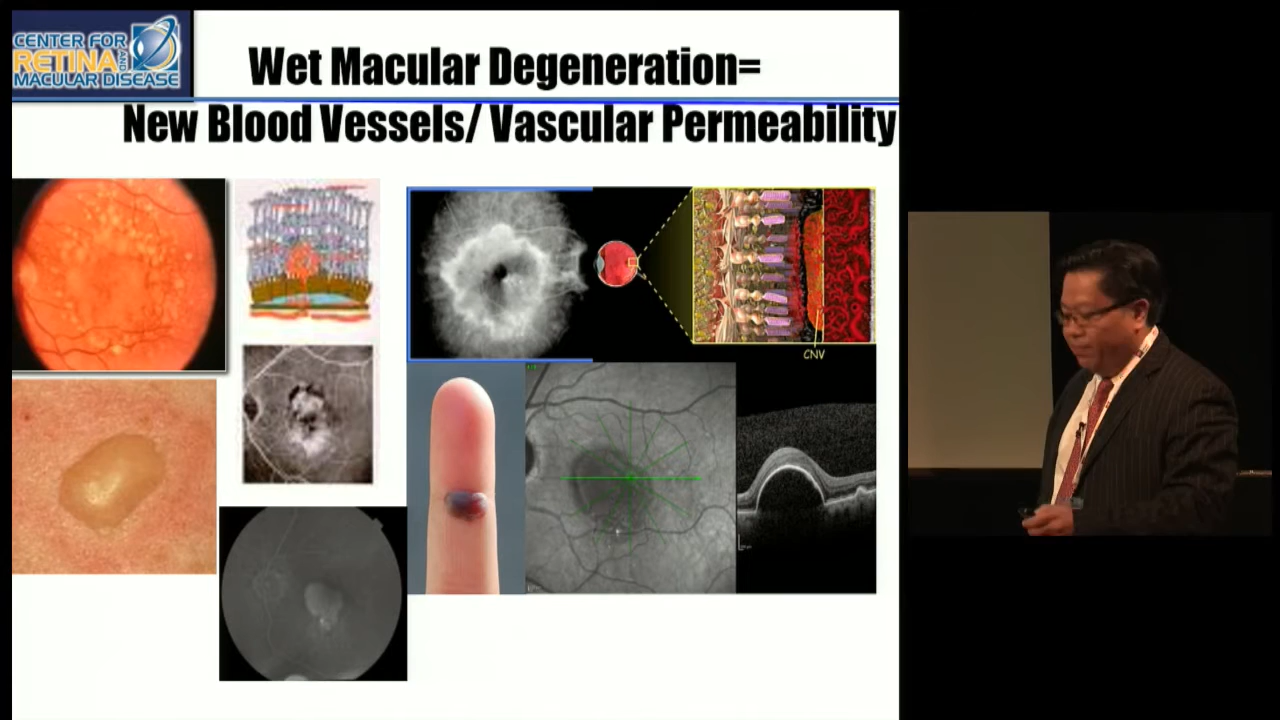 CENTER FOR
RETINA AND
MACULAR DISEASE
Wet Macular Degeneration=
New Blood Vessels/ Vascular Permeability
CNV